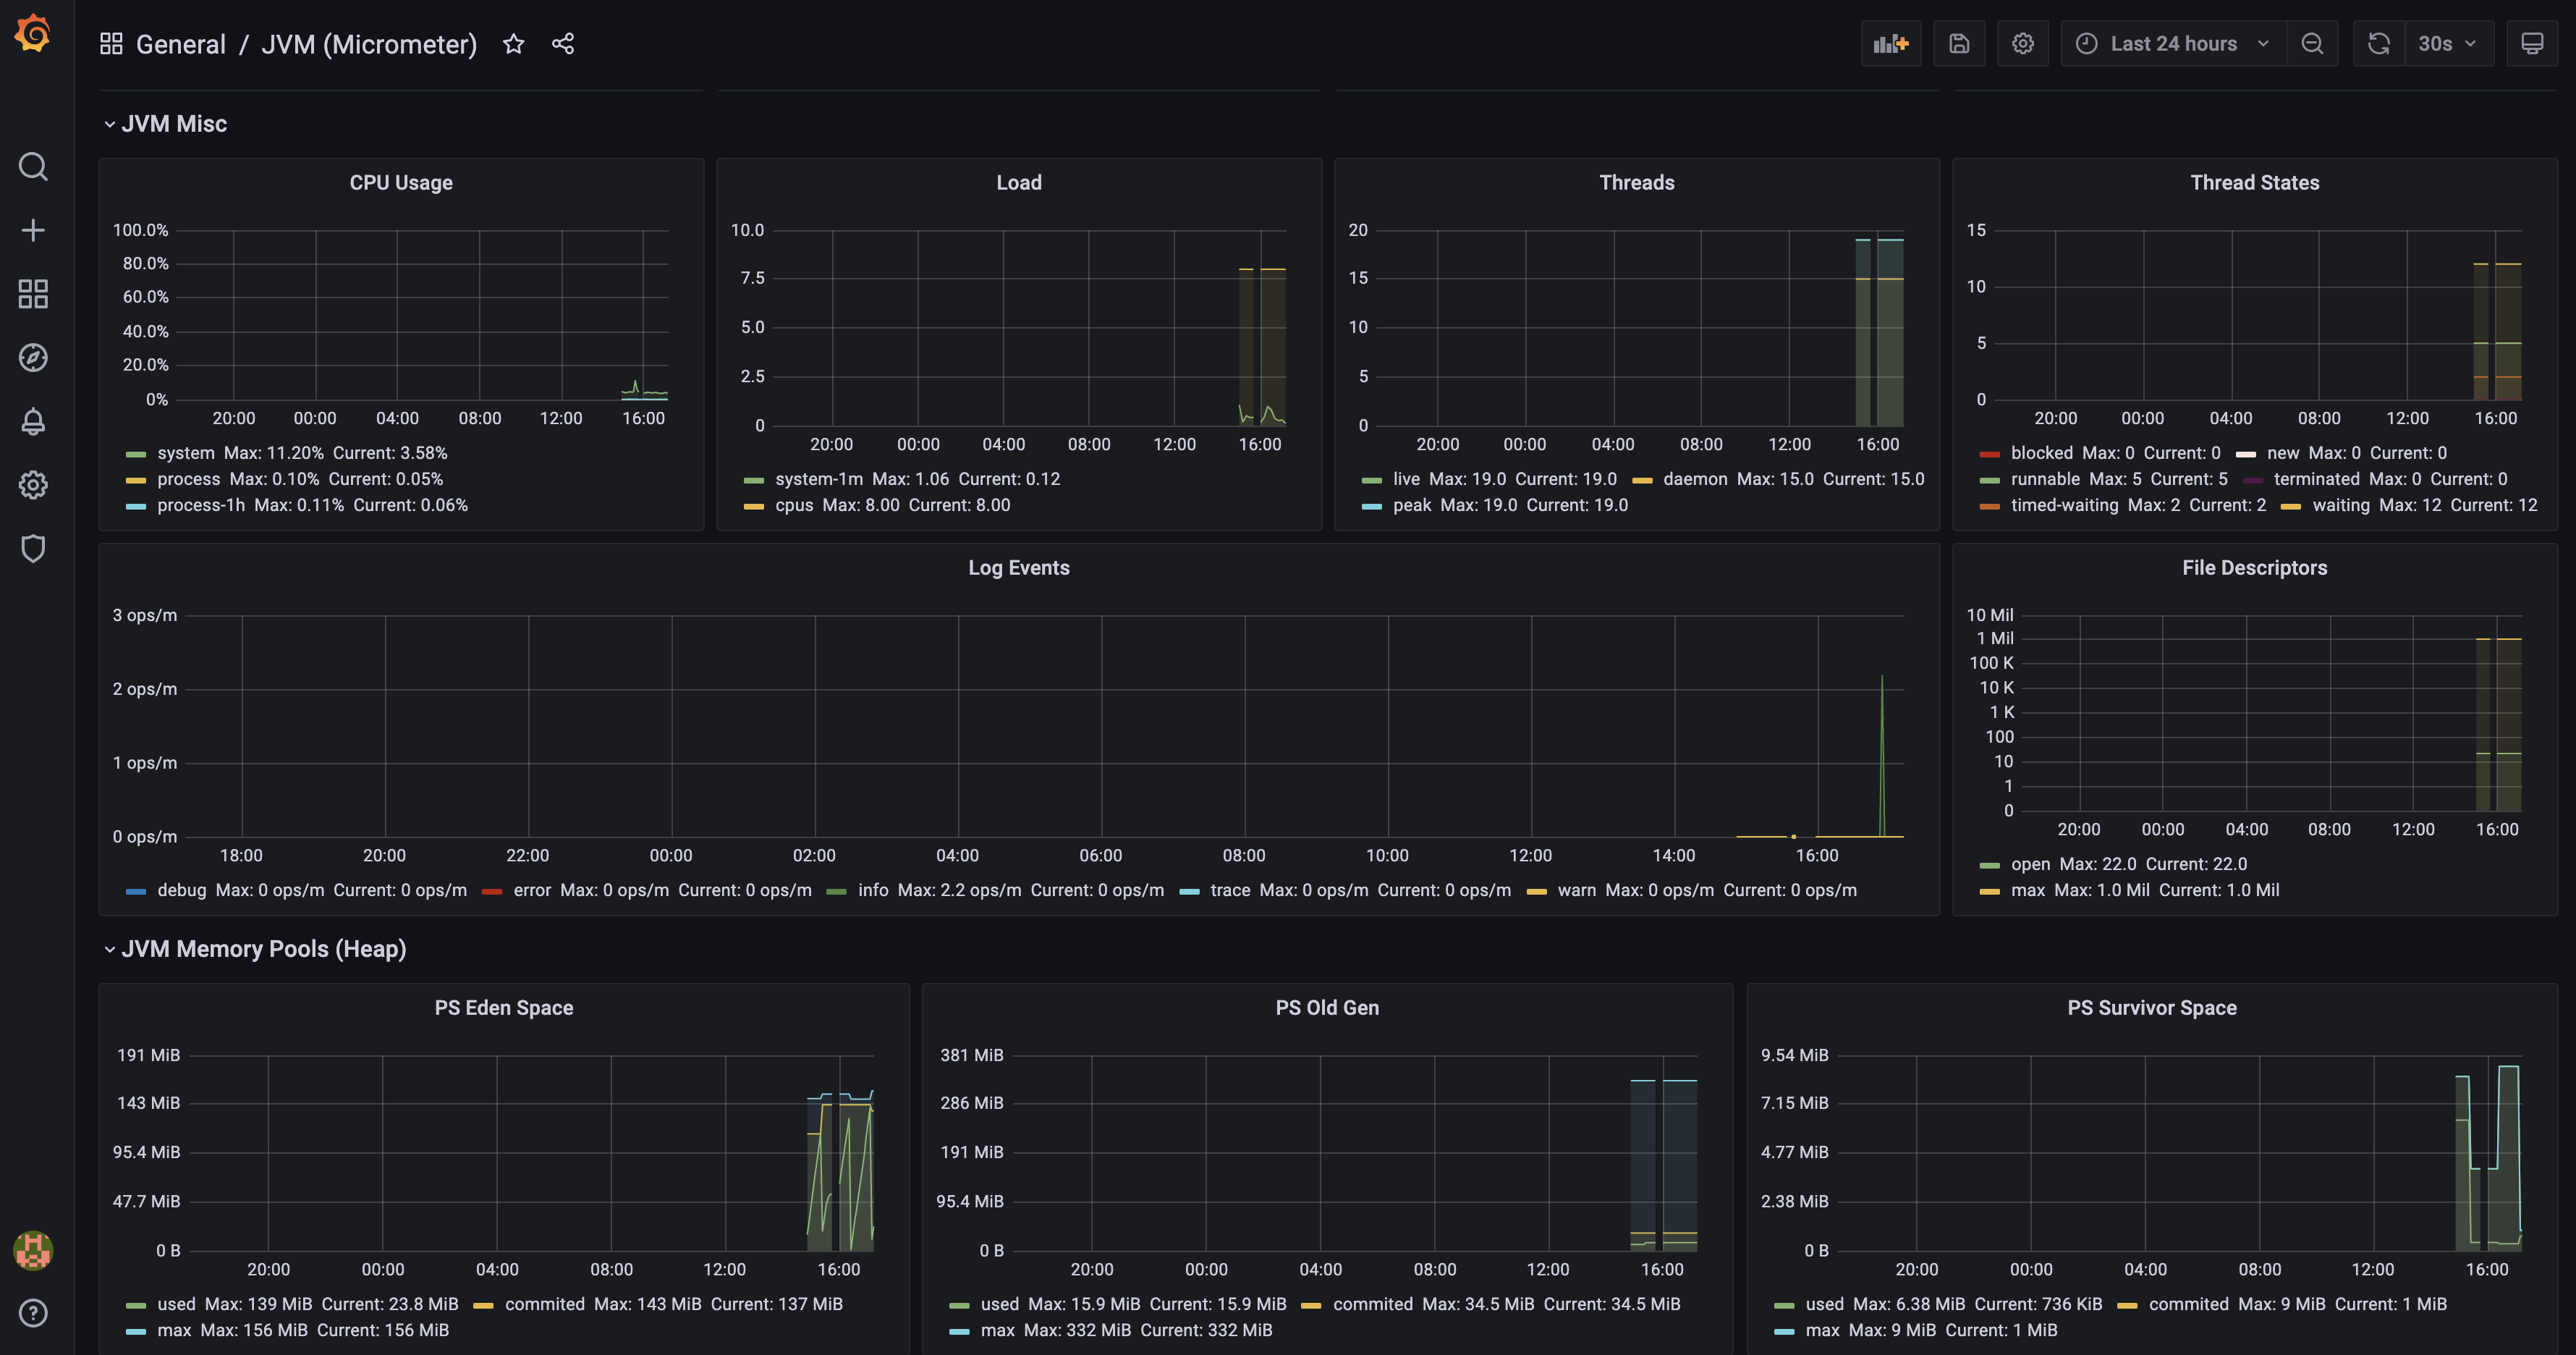 General / JVM (Micrometer)
Last 24 hours
30s
JVM Misc
CPU Usage
100.0%
80.0%
60.0%
40.0%
20.0%
0%
20:00 00:00 04:00 08:00 12:00 16:00
system Max: 11.20% Current: 3.58%
process Max: 0.10% Current: 0.05%
process-1h Max: 0.11% Current: 0.06%
Load
10.0
7.5
5.0
2.5
0
20:00 00:00 04:00 08:00 12:00 16:00
system-1m Max: 1.06 Current: 0.12
cpus Max: 8.00 Current: 8.00
Threads
20
15
10
5
0
20:00 00:00 04:00 08:00 12:00 16:00
live Max: 19.0 Current: 19.0 daemon Max: 15.0 Current: 15.0
peak Max: 19.0 Current: 19.0
Thread States
15
10
5
0
20:00 00:00 04:00 08:00 12:00 16:00
blocked Max: 0 Current: 0 new Max: 0 Current: 0
runnable Max: 5 Current: 5 terminated Max: 0 Current: 0
timed-waiting Max: 2 Current: 2 waiting Max: 12 Current: 12
Log Events
3 ops/m
2 ops/m
1 ops/m
0 ops/m
18:00 20:00 22:00 00:00 02:00 04:00 06:00 08:00 10:00 12:00 14:00 16:00
debug Max: 0 ops/m Current: 0 ops/m error Max: 0 ops/m Current: 0 ops/m info Max: 2.2 ops/m Current: 0 ops/m trace Max: 0 ops/m Current: 0 ops/m warn Max: 0 ops/m Current: 0 ops/m
File Descriptors
10 Mil
1 Mil
100 K
10 K
1 K
100
10
1
0
20:00 00:00 04:00 08:00 12:00 16:00
open Max: 22.0 Current: 22.0
max Max: 1.0 Mil Current: 1.0 Mil
JVM Memory Pools (Heap)
PS Eden Space
191 MiB
143 MiB
95.4 MiB
47.7 MiB
0 B
20:00 00:00 04:00 08:00 12:00 16:00
used Max: 139 MiB Current: 23.8 MiB commited Max: 143 MiB Current: 137 MiB
max Max: 156 MiB Current: 156 MiB
PS Old Gen
381 MiB
286 MiB
191 MiB
95.4 MiB
0 B
20:00 00:00 04:00 08:00 12:00 16:00
used Max: 15.9 MiB Current: 15.9 MiB commited Max: 34.5 MiB Current: 34.5 MiB
max Max: 332 MiB Current: 332 MiB
PS Survivor Space
9.54 MiB
7.15 MiB
4.77 MiB
2.38 MiB
0 B
20:00 00:00 04:00 08:00 12:00 16:00
used Max: 6.38 MiB Current: 736 KiB commited Max: 9 MiB Current: 1 MiB
max Max: 9 MiB Current: 1 MiB